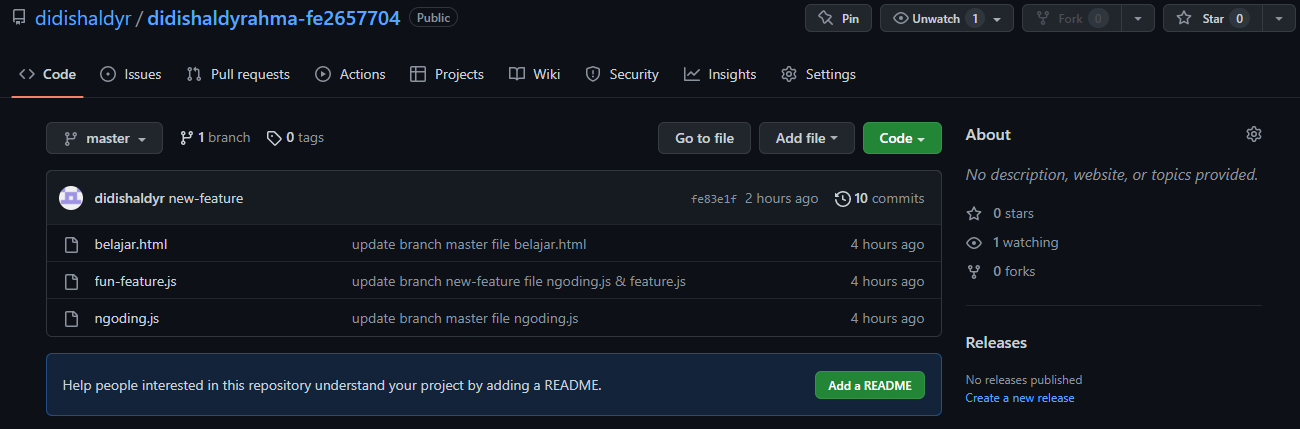 didishaldyr / didishaldyrahma-fe2657704 Public Pin Unwatch 1 Fork 0 Star 0
Code Issues Pull requests Actions Projects Wiki Security Insights Settings
master 1 branch 0 tags Go to file Add file Code
didishaldyr new-feature fe83e1f 2 hours ago 10 commits
belajar.html update branch master file belajar.html 4 hours ago
fun-feature.js update branch new-feature file ngoding.js & feature.js 4 hours ago
ngoding.js update branch master file ngoding.js 4 hours ago
Help people interested in this repository understand your project by adding a README. Add a README
About
No description, website, or topics provided.
0 stars
1 watching
0 forks
Releases
No releases published
Create a new release